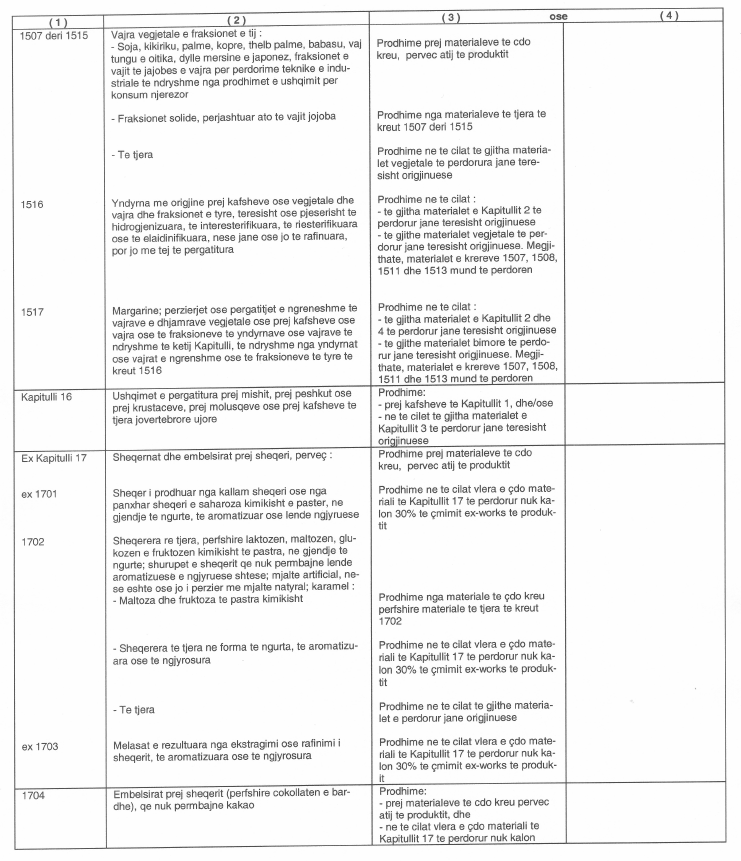 ( 1 ) ( 2 ) ( 3 ) ose ( 4 )
1507 deri 1515
Vajra vegjetale e fraksionet e tij :
- Soja, kikiriku, palme, kopre, thelb palme, babasu, vaj
tungu e oitika, dylle mersine e japonez, fraksionet e
vajit te jajobes e vajra per perdorime teknike e indu-
striale te ndryshme nga prodhimet e ushqimit per
konsum njerezor
Prodhime prej materialeve te cdo
kreu, pervec atij te produktit
- Fraksionet solide, perjashtuar ato te vajit jojoba
Prodhime nga materialeve te tjera te
kreut 1507 deri 1515
- Te tjera
Prodhime ne te cilat te gjitha materia-
let vegjetale te perdorura jane tere-
sisht origjinuese
1516
Yndyrna me origjine prej kafsheve ose vegjetale dhe
vajra dhe fraksionet e tyre, teresisht ose pjeserisht te
hidrogjenizuara, te interesterifikuara, te riesterifikuara
ose te elaidinifikuara, nese jane ose jo te rafinuara,
por jo me tej te pergatitura
Prodhime ne te cilat :
- te gjitha materialet e Kapitullit 2 te
perdorur jane teresisht origjinuese
- te gjithe materialet vegjetale te per-
dorur jane teresisht origjinuese. Megji-
thate, materialet e krereve 1507, 1508,
1511 dhe 1513 mund te perdoren
1517
Margarine; perzierjet ose pergatitjet e ngreneshme te
vajrave e dhjamrave vegjetale ose prej kafsheve ose
vajra ose te fraksioneve te yndyrnave ose vajrave te
ndryshme te ketij Kapitulli, te ndryshme nga yndyrnat
ose vajrat e ngrenshme ose te fraksioneve te tyre te
kreut 1516
Prodhime ne te cilat :
- te gjitha materialet e Kapitullit 2 dhe
4 te perdorur jane teresisht origjinuese
- te gjithe materialet bimore te perdo-
rur jane teresisht origjinuese. Megji-
thate, materialet e krereve 1507, 1508,
1511 dhe 1513 mund te perdoren
Kapitulli 16
Ushqimet e pergatitura prej mishit, prej peshkut ose
prej krustaceve, prej molusqeve ose prej kafsheve te
tjera jovertebrore ujore
Prodhime:
- prej kafsheve te Kapitullit 1, dhe/ose
- ne te cilet te gjitha materialet e
Kapitullit 3 te perdorur jane teresisht
origjinuese
Ex Kapitulli 17
Sheqernat dhe embelsirat prej sheqeri, perveç :
Prodhime prej materialeve te cdo
kreu, pervec atij te produktit
ex 1701
Sheqer i prodhuar nga kallam sheqeri ose nga
panxhar sheqeri e saharoza kimikisht e paster, ne
gjendje te ngurte, te aromatizuar ose lende ngjyruese
Prodhime ne te cilat vlera e çdo mate-
riali te Kapitullit 17 te perdorur nuk ka-
lon 30% te çmimit ex-works te produk-
tit
1702
Sheqerera re tjera, perfshire laktozen, maltozen, glu-
kozen e fruktozen kimikisht te pastra, ne gjendje te
ngurte; shurupet e sheqerit qe nuk permbajne lende
aromatizuese e ngjyruese shtese; mjalte artificial, ne-
se eshte ose jo i perzier me mjalte natyral; karamel :
- Maltoza dhe fruktoza te pastra kimikisht
Prodhime nga materiale te çdo kreu
perfshire materiale te tjera te kreut
1702
- Sheqerera te tjera ne forma te ngurta, te aromatizu-
ara ose te ngjyrosura
Prodhime ne te cilat vlera e çdo mate-
riali te Kapitullit 17 te perdorur nuk ka-
lon 30% te çmimit ex-works te produk-
tit
- Te tjera
Prodhime ne te cilat te gjithe materia-
let e perdorur jane origjinuese
ex 1703
Melasat e rezultuara nga ekstragimi ose rafinimi i
sheqerit, te aromatizuara ose te ngjyrosura
Prodhime ne te cilat vlera e çdo mate-
riali te Kapitullit 17 te perdorur nuk ka-
lon 30% te çmimit ex-works te produk-
it
1704
Embelsirat prej sheqerit (perfshire cokollaten e bar-
dhe), qe nuk permbajne kakao
Prodhime:
- prej materialeve te cdo kreu pervec
atij te produktit, dhe
- ne te cilat vlera e çdo materiali te
Kapitullit 17 te perdorur nuk kalon